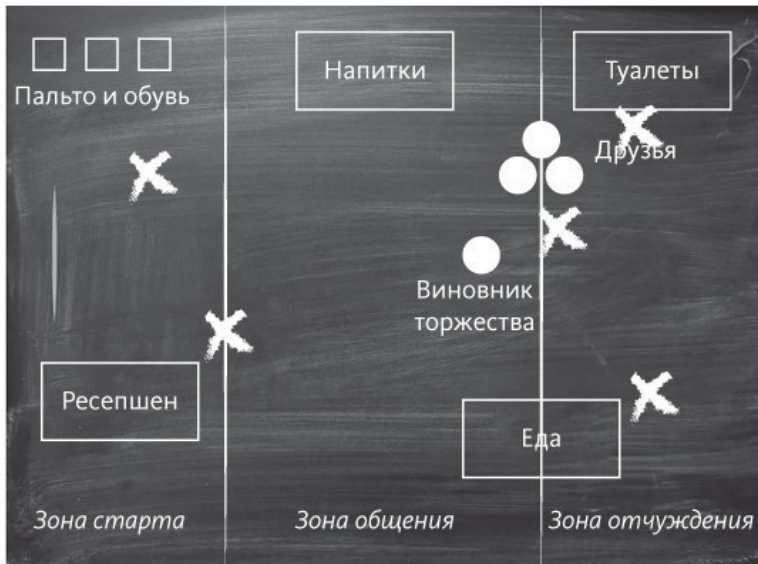 Пальто и обувь
Напитки
Туалеты
Друзья
Виновник
торжества
Ресепшен
Еда
Зона старта
Зона общения
Зона отчуждения